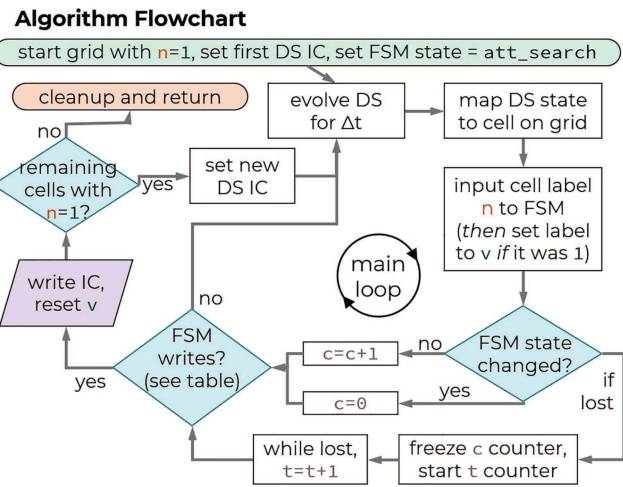 Algorithm Flowchart
start grid with n=1, set first DS IC, set FSM state = att_search
cleanup and return
evolve DS
for Δt
map DS state
to cell on grid
no
remaining
cells with
n=1?
yes
set new
DS IC
input cell label
n to FSM
(then set label
to v if it was 1)
write IC,
reset v
main
loop
no
FSM
writes?
(see table)
yes
c=c+1
no
FSM state
changed?
c=0
yes
if
lost
while lost,
t=t+1
freeze c counter,
start t counter